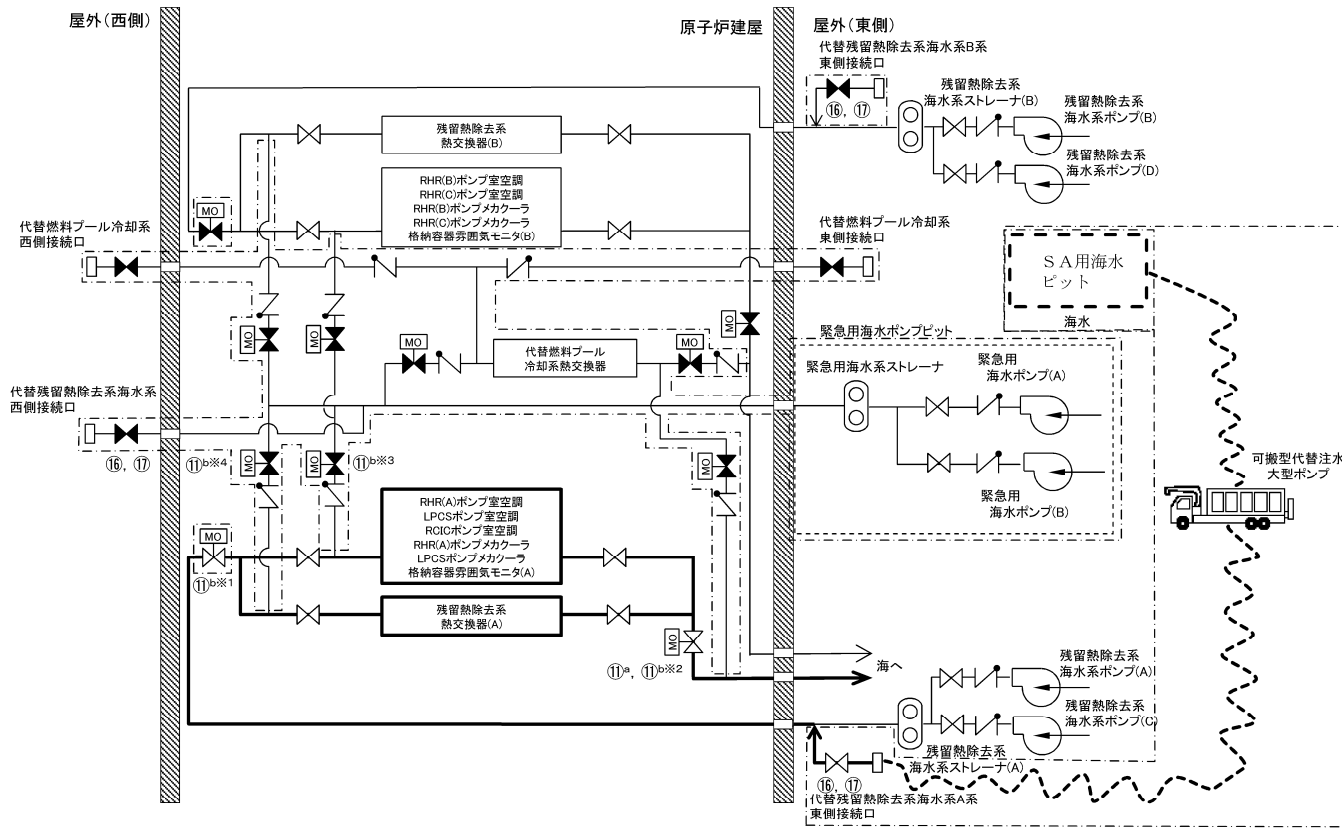 屋外(西側)
原子炉建屋
屋外(東側)
代替残留熱除去系海水系B系
東側接続口
⑯, ⑰
残留熱除去系
海水系ストレーナ(B)
残留熱除去系
海水系ポンプ(B)
残留熱除去系
海水系ポンプ(D)
残留熱除去系
熱交換器(B)
RHR(B)ポンプ室空調
RHR(C)ポンプ室空調
RHR(B)ポンプメカクーラ
RHR(C)ポンプメカクーラ
格納容器雰囲気モニタ(B)
MO
代替燃料プール冷却系
西側接続口
代替燃料プール冷却系
東側接続口
SA用海水
ピット
海水
MO
MO
MO
MO
MO
代替燃料プール
冷却系熱交換器
緊急用海水ポンプピット
緊急用海水系ストレーナ
緊急用
海水ポンプ(A)
緊急用
海水ポンプ(B)
代替残留熱除去系海水系
西側接続口
⑯, ⑰
⑪b※4
MO
MO
⑪b※3
MO
可搬型代替注水
大型ポンプ
RHR(A)ポンプ室空調
LPCSポンプ室空調
RCICポンプ室空調
RHR(A)ポンプメカクーラ
LPCSポンプメカクーラ
格納容器雰囲気モニタ(A)
MO
⑪b※1
残留熱除去系
熱交換器(A)
MO
⑪a, ⑪b※2
海へ
残留熱除去系
海水系ポンプ(A)
残留熱除去系
海水系ポンプ(C)
残留熱除去系
海水系ストレーナ(A)
⑯, ⑰
代替残留熱除去系海水系A系
東側接続口